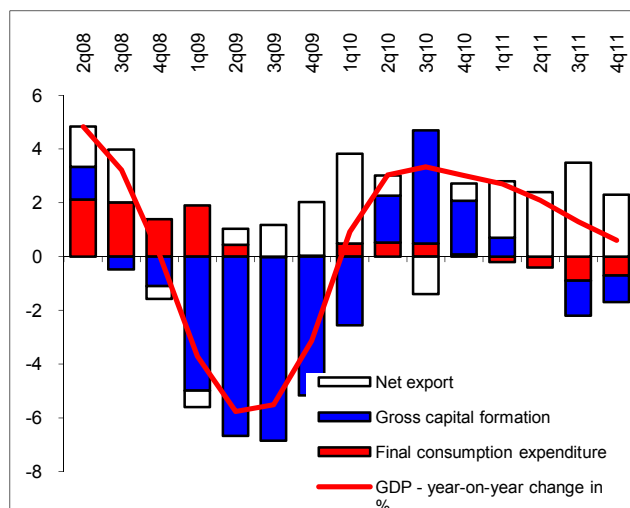 2q08 3q08 4q08 1q09 2q09 3q09 4q09 1q10 2q10 3q10 4q10 1q11 2q11 3q11 4q11
6
4
2
0
-2
-4
-6
-8
Net export
Gross capital formation
Final consumption expenditure
GDP - year-on-year change in
%